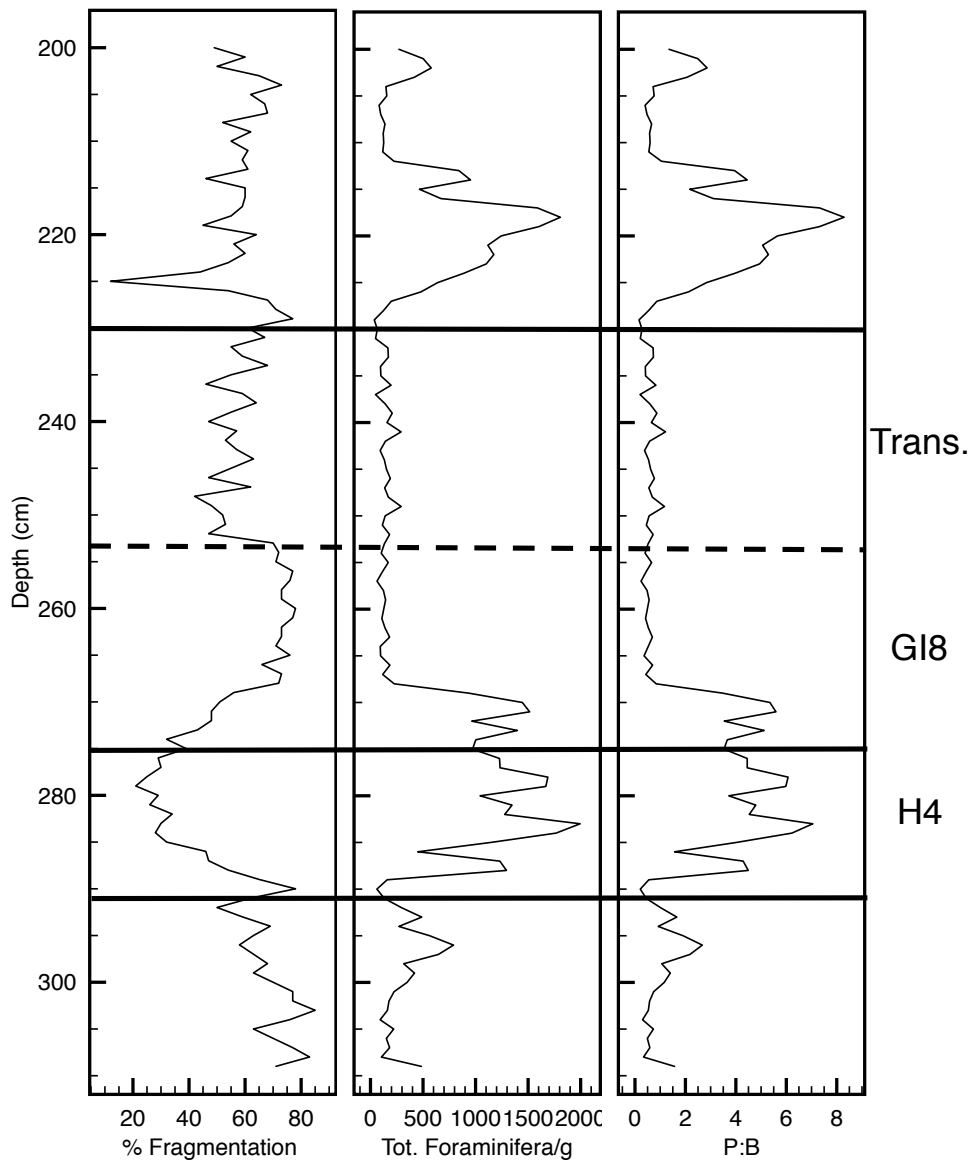 200
220
240
260
280
300
Depth (cm)
Trans.
GI8
H4
20 40 60 80
% Fragmentation
0 500 1000 1500 2000
Tot. Foraminifera/g
0 2 4 6 8
P:B